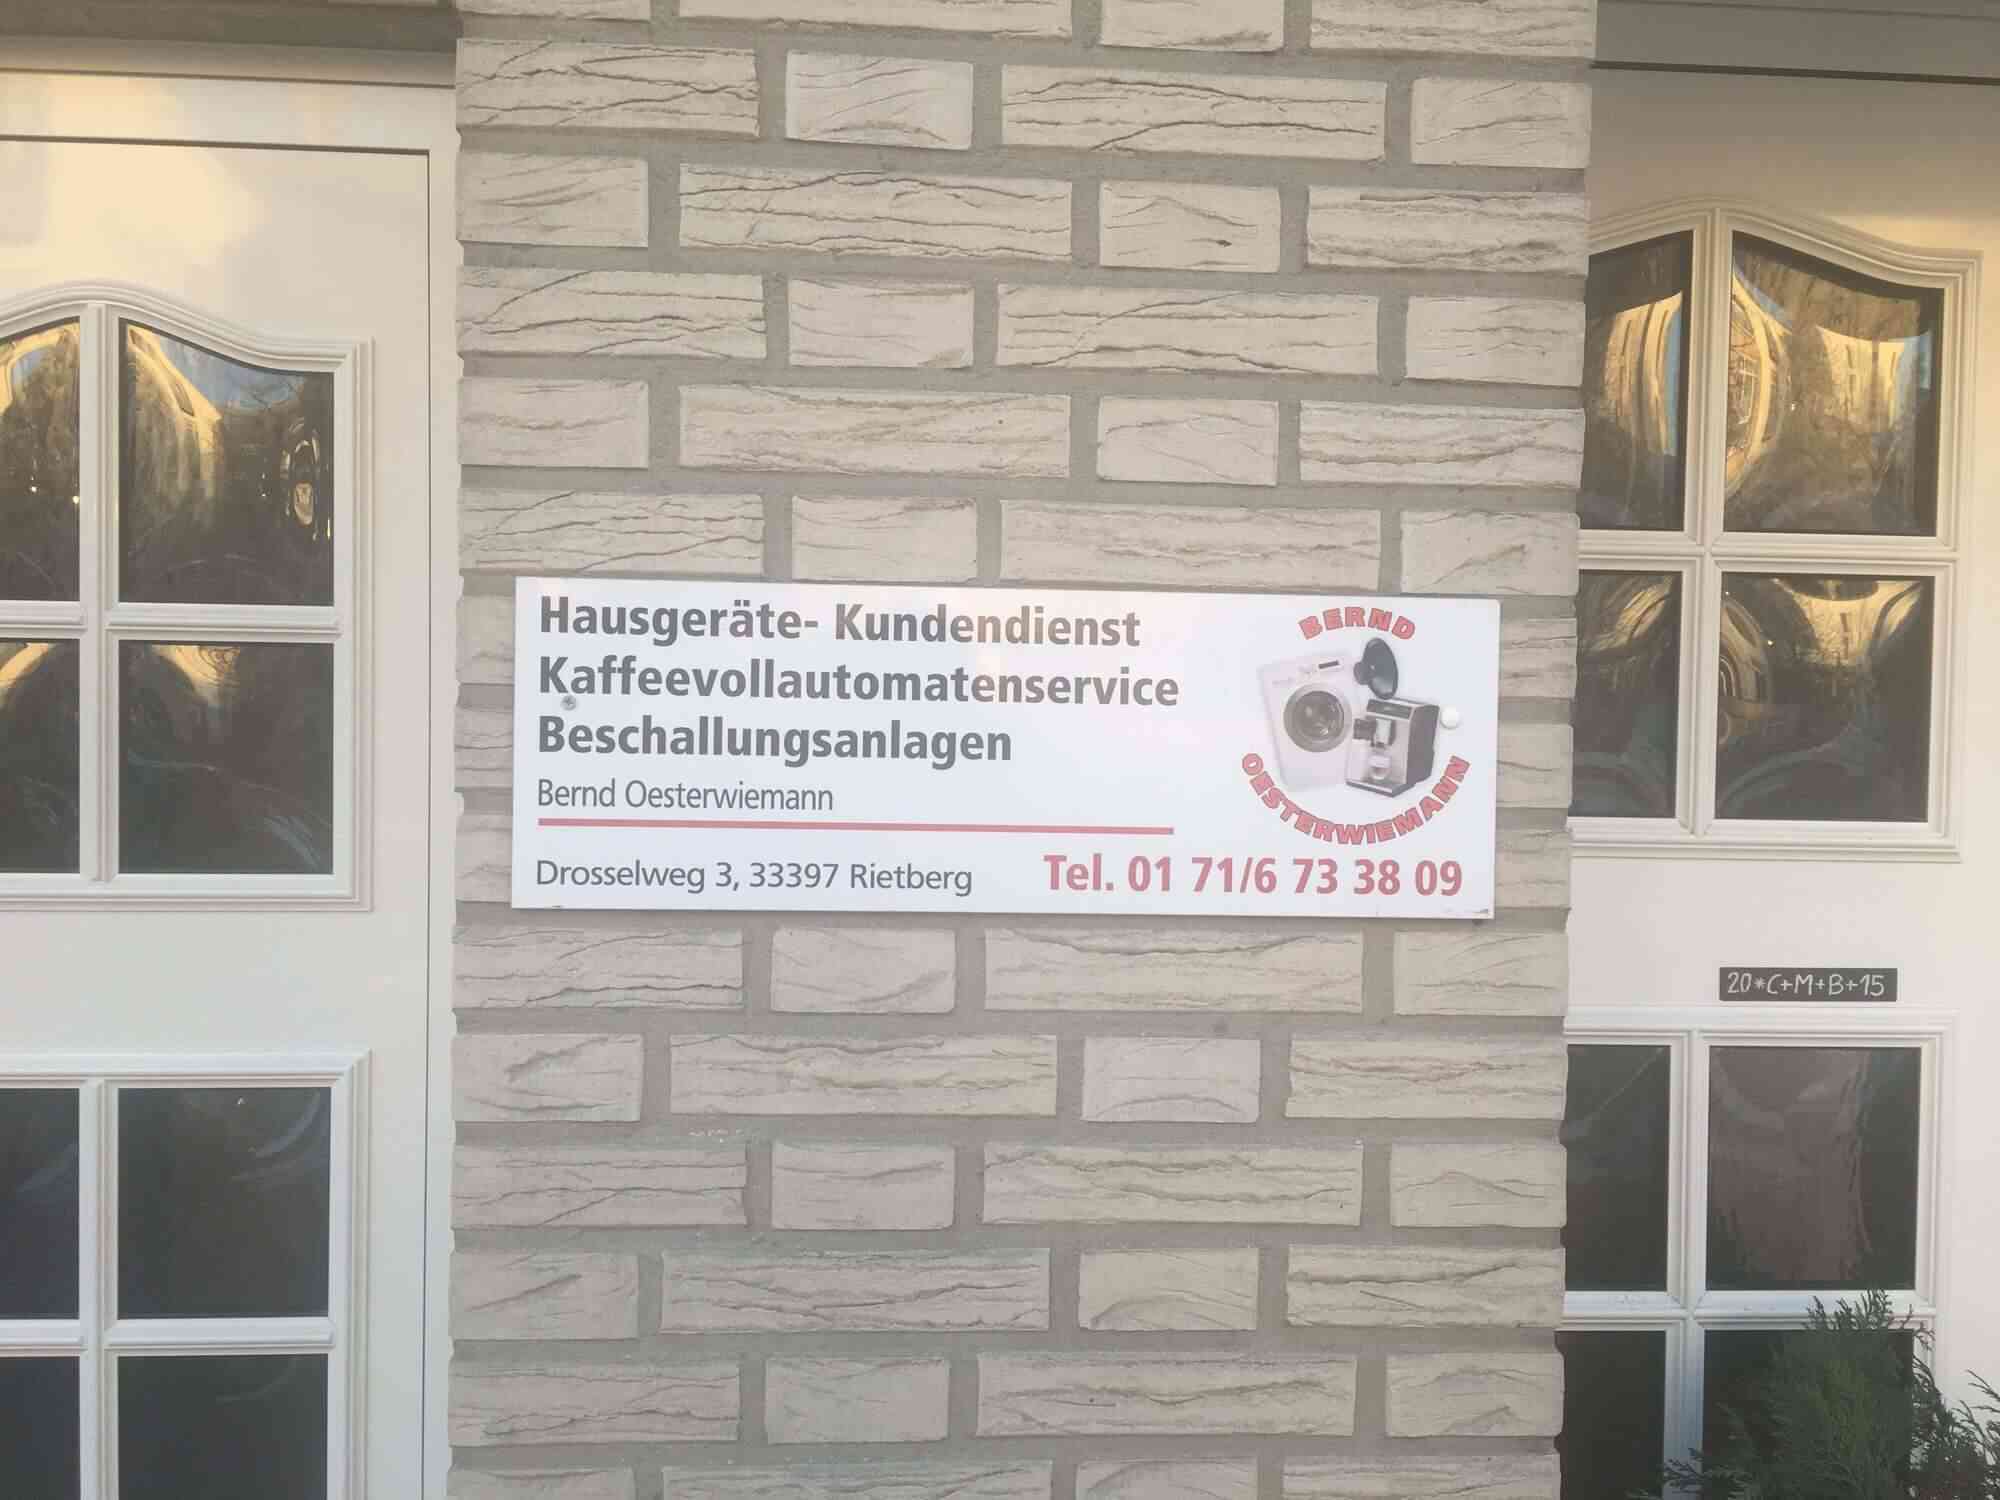 Hausgeräte- Kundendienst
Kaffeevollautomatenservice
Beschallungsanlagen
Bernd Oesterwiemann
Drosselweg 3, 33397 Rietberg
Tel. 01 71/6 73 38 09
BERND
OESTERWIEMANN
20*C+M+B+15